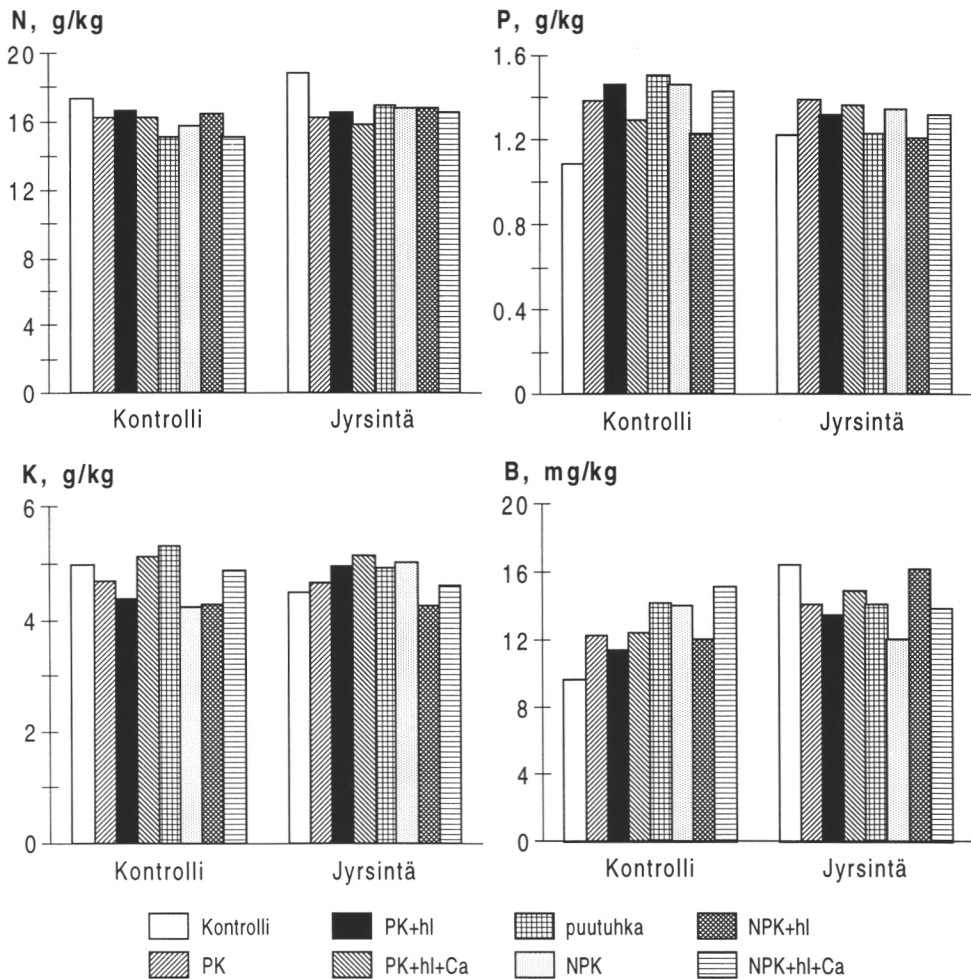 N, g/kg
P, g/kg
20
16
12
8
4
0
Kontrolli Jyrsintä
1.6
1.2
0.8
0.4
0
Kontrolli Jyrsintä
K, g/kg
B, mg/kg
6
4
2
0
Kontrolli Jyrsintä
20
16
12
8
4
0
Kontrolli Jyrsintä
Kontrolli PK+hl puutuhka NPK+hl
PK PK+hl+Ca NPK NPK+hl+Ca